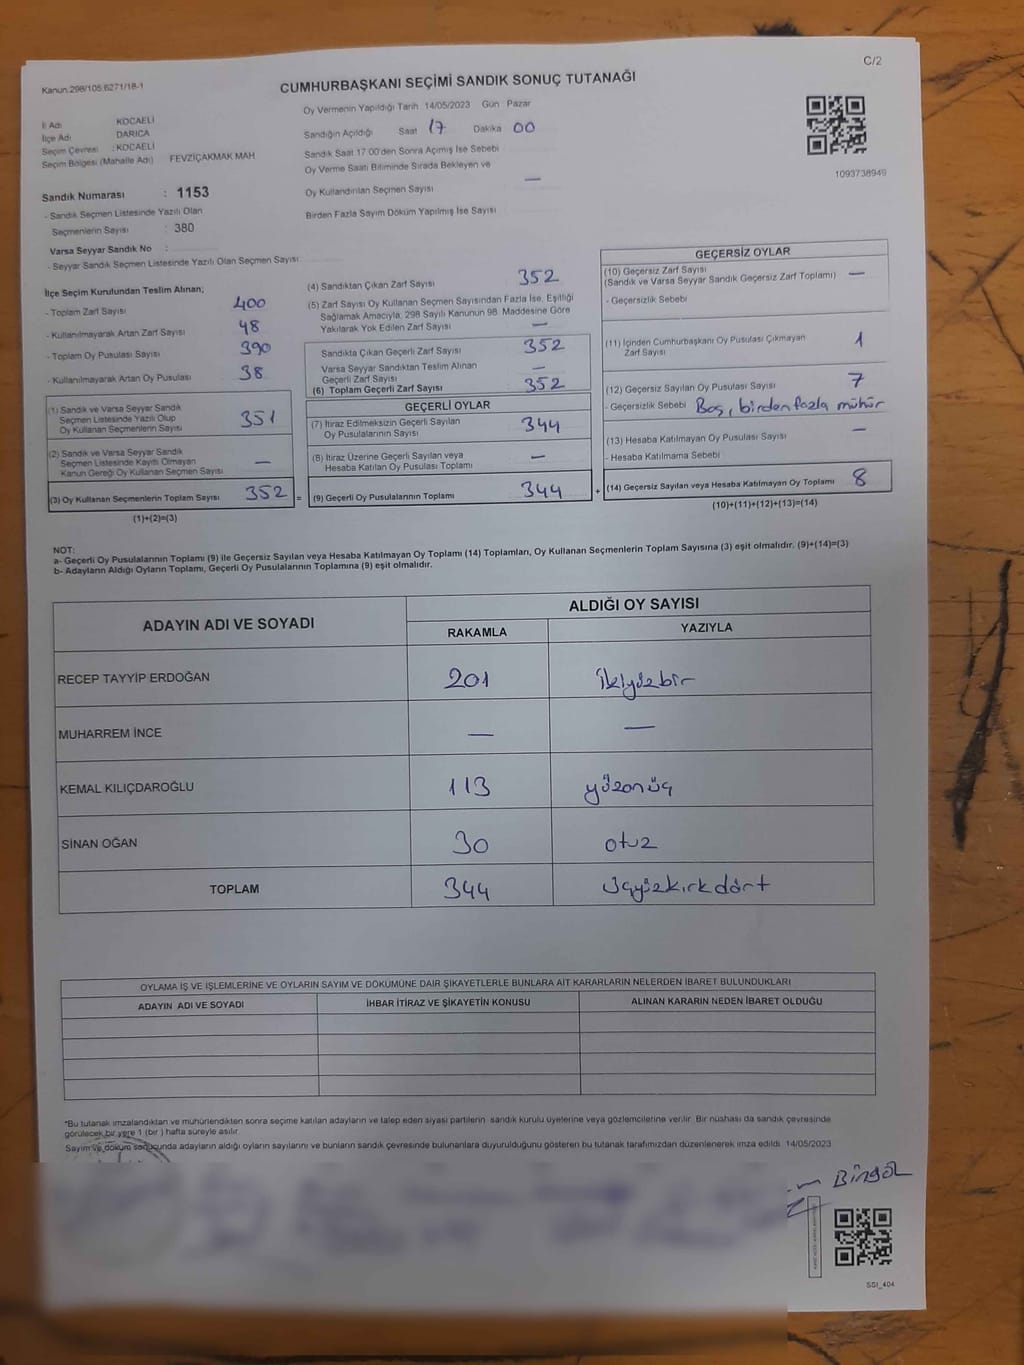 C/2
Kanun:298/105.6271/18-1
CUMHURBAŞKANI SEÇİMİ SANDIK SONUÇ TUTANAĞI
İl Adı : KOCAELİ
İlçe Adı : DARICA
Seçim Çevresi : KOCAELİ
Seçim Bölgesi (Mahalle Adı) FEVZİÇAKMAK MAH
Oy Vermenin Yapıldığı Tarih 14/05/2023 Gün Pazar
Sandığın Açıldığı Saat 17 Dakika 00
Sandık Saat 17:00'den Sonra Açmış İse Sebebi
Oy Verme Saati Bitiminde Sırada Bekleyen ve
Oy Kullandırılan Seçmen Sayısı —
Birden Fazla Sayım Döküm Yapılmış İse Sayısı
1093738949
Sandık Numarası : 1153
- Sandık Seçmen Listesinde Yazılı Olan
Seçmenlerin Sayısı : 380
Varsa Seyyar Sandık No :
- Seyyar Sandık Seçmen Listesinde Yazılı Olan Seçmen Sayısı
İlçe Seçim Kurulundan Teslim Alınan;
- Toplam Zarf Sayısı 400
- Kullanılmayarak Artan Zarf Sayısı 48
- Toplam Oy Pusulası Sayısı 390
- Kullanılmayarak Artan Oy Pusulası 38
(1) Sandık ve Varsa Seyyar Sandık
Seçmen Listesinde Yazılı Olup
Oy Kullanan Seçmenlerin Sayısı 351
(2) Sandık ve Varsa Seyyar Sandık
Seçmen Listesinde Kayıtlı Olmayan
Kanun Gereği Oy Kullanan Seçmen Sayısı —
(3) Oy Kullanan Seçmenlerin Toplam Sayısı 352 =
(1)+(2)=(3)
(4) Sandıktan Çıkan Zarf Sayısı 352
(5) Zarf Sayısı Oy Kullanan Seçmen Sayısından Fazla İse, Eşitliği
Sağlamak Amacıyla, 298 Sayılı Kanunun 98. Maddesine Göre
Yakılarak Yok Edilen Zarf Sayısı —
Sandıkta Çıkan Geçerli Zarf Sayısı 352
Varsa Seyyar Sandıktan Teslim Alınan
Geçerli Zarf Sayısı —
(6) Toplam Geçerli Zarf Sayısı 352
GEÇERLİ OYLAR
(7) İtiraz Edilmeksizin Geçerli Sayılan
Oy Pusulalarının Sayısı 344
(8) İtiraz Üzerine Geçerli Sayılan veya
Hesaba Katılan Oy Pusulası Toplamı —
(9) Geçerli Oy Pusulalarının Toplamı 344 +
GEÇERSİZ OYLAR
(10) Geçersiz Zarf Sayısı
(Sandık ve Varsa Seyyar Sandık Geçersiz Zarf Toplamı) —
- Geçersizlik Sebebi
(11) İçinden Cumhurbaşkanı Oy Pusulası Çıkmayan
Zarf Sayısı 1
(12) Geçersiz Sayılan Oy Pusulası Sayısı 7
- Geçersizlik Sebebi Boş, birden fazla mühür
(13) Hesaba Katılmayan Oy Pusulası Sayısı —
- Hesaba Katılmama Sebebi
(14) Geçersiz Sayılan veya Hesaba Katılmayan Oy Toplamı 8
(10)+(11)+(12)+(13)=(14)
NOT:
a- Geçerli Oy Pusulalarının Toplamı (9) ile Geçersiz Sayılan veya Hesaba Katılmayan Oy Toplamı (14) Toplamları, Oy Kullanan Seçmenlerin Toplam Sayısına (3) eşit olmalıdır. (9)+(14)=(3)
b- Adayların Aldığı Oyların Toplamı, Geçerli Oy Pusulalarının Toplamına (9) eşit olmalıdır.
ADAYIN ADI VE SOYADI ALDIĞI OY SAYISI
RAKAMLA YAZIYLA
RECEP TAYYİP ERDOĞAN 201 ikiyüzbir
MUHARREM İNCE — —
KEMAL KILIÇDAROĞLU 113 yüzonüç
SİNAN OĞAN 30 otuz
TOPLAM 344 üçyüzkırkdört
OYLAMA İŞ VE İŞLEMLERİNE VE OYLARIN SAYIM VE DÖKÜMÜNE DAİR ŞİKAYETLERLE BUNLARA AİT KARARLARIN NELERDEN İBARET BULUNDUKLARI
ADAYIN ADI VE SOYADI İHBAR İTİRAZ VE ŞİKAYETİN KONUSU ALINAN KARARIN NEDEN İBARET OLDUĞU
*Bu tutanak imzalandıktan ve mühürlendikten sonra seçime katılan adayların ve talep eden siyasi partilerin sandık kurulu üyelerine veya gözlemcilerine verilir. Bir nüshası da sandık çevresinde
görülecek bir yere 1 (bir) hafta süreyle asılır.
Sayım ve döküm sonucunda adayların aldığı oyların sayılarını ve bunların sandık çevresinde bulunanlara duyurulduğunu gösteren bu tutanak tarafımızdan düzenlenerek imza edildi. 14/05/2023
Bingöl
SSI_404